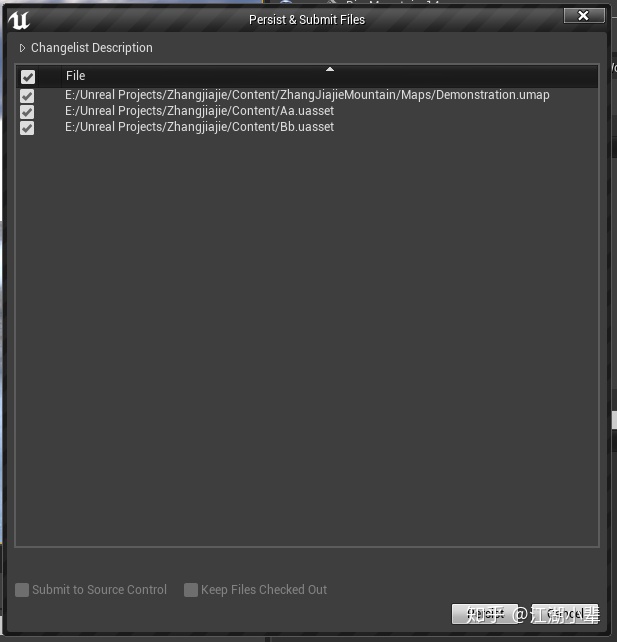 Persist & Submit Files
Changelist Description
File
E:/Unreal Projects/Zhangjiajie/Content/ZhangJiajieMountain/Maps/Demonstration.umap
E:/Unreal Projects/Zhangjiajie/Content/Aa.uasset
E:/Unreal Projects/Zhangjiajie/Content/Bb.uasset
Submit to Source Control
Keep Files Checked Out
Persist
Cancel
知乎 @江湖小辈